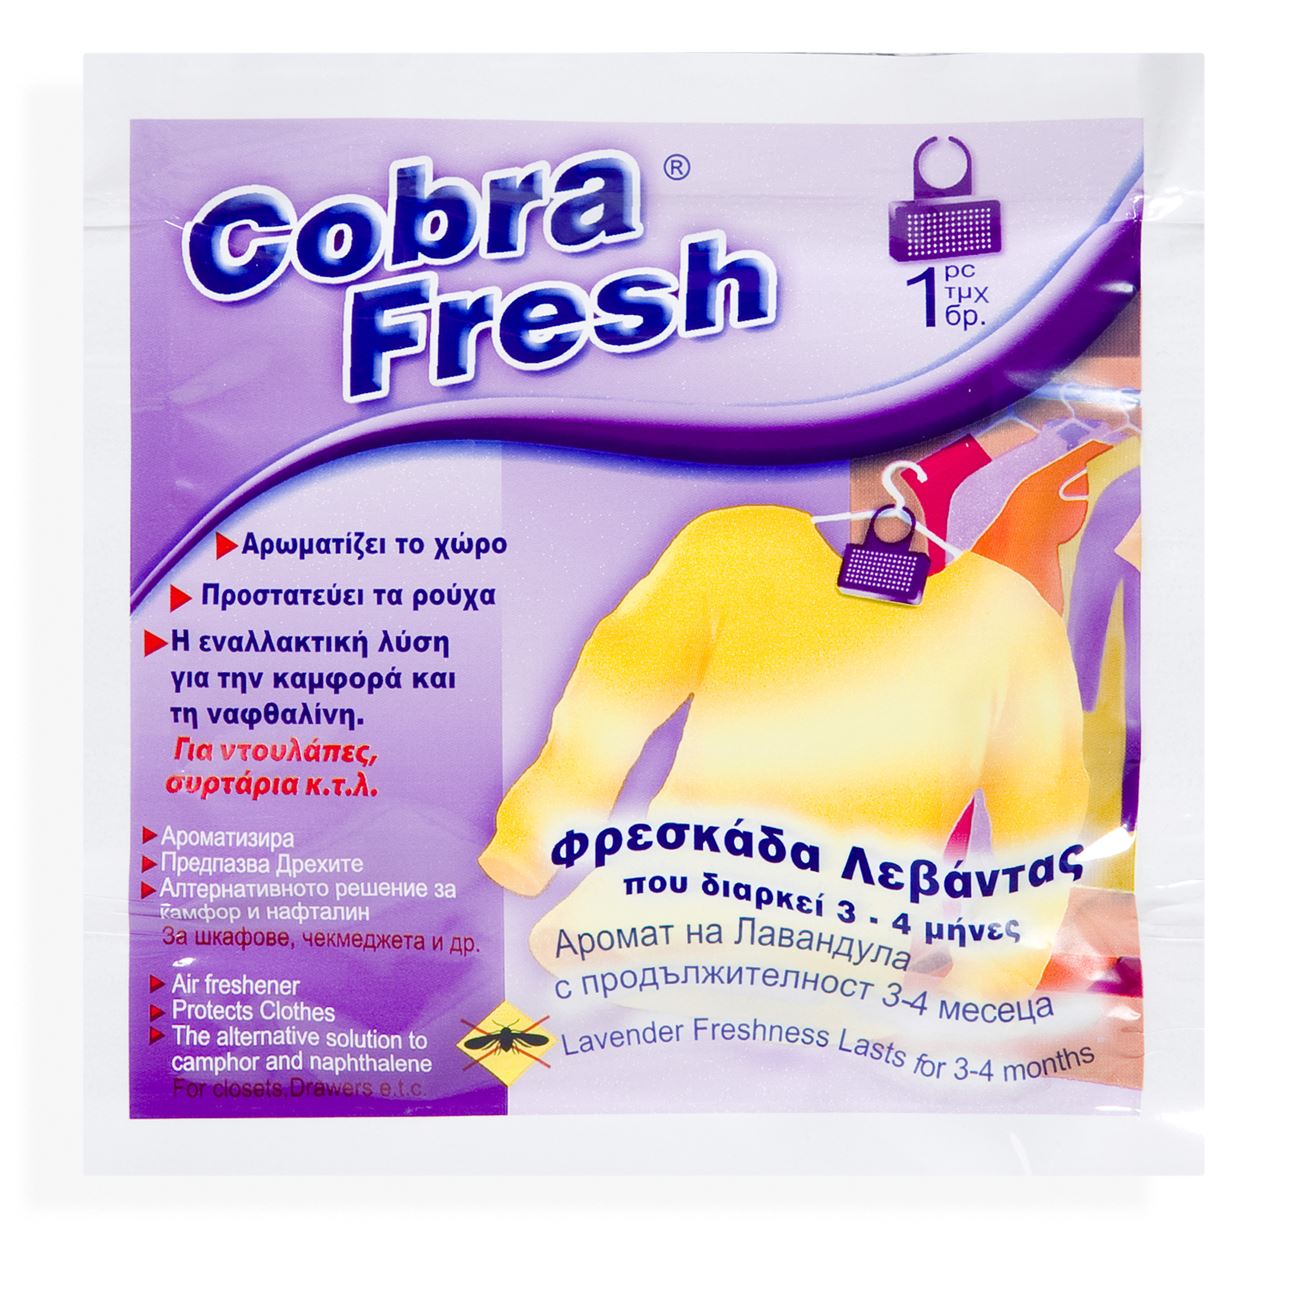 Cobra
Fresh
®
1 pc
τμχ
бр.
Αρωματίζει το χώρο
Προστατεύει τα ρούχα
Η εναλλακτική λύση
για την καμφορά και
τη ναφθαλίνη.
Για ντουλάπες,
συρτάρια κ.τ.λ.
Ароматизира
Предпазва Дрехите
Алтернативното решение за
камфор и нафталин
За шкафове, чекмеджета и др.
Air freshener
Protects Clothes
The alternative solution to
camphor and naphthalene
For closets,Drawers e.t.c.
Φρεσκάδα Λεβάντας
που διαρκεί 3 - 4 μήνες
Аромат на Лавандула
с продължителност 3-4 месеца
Lavender Freshness Lasts for 3-4 months